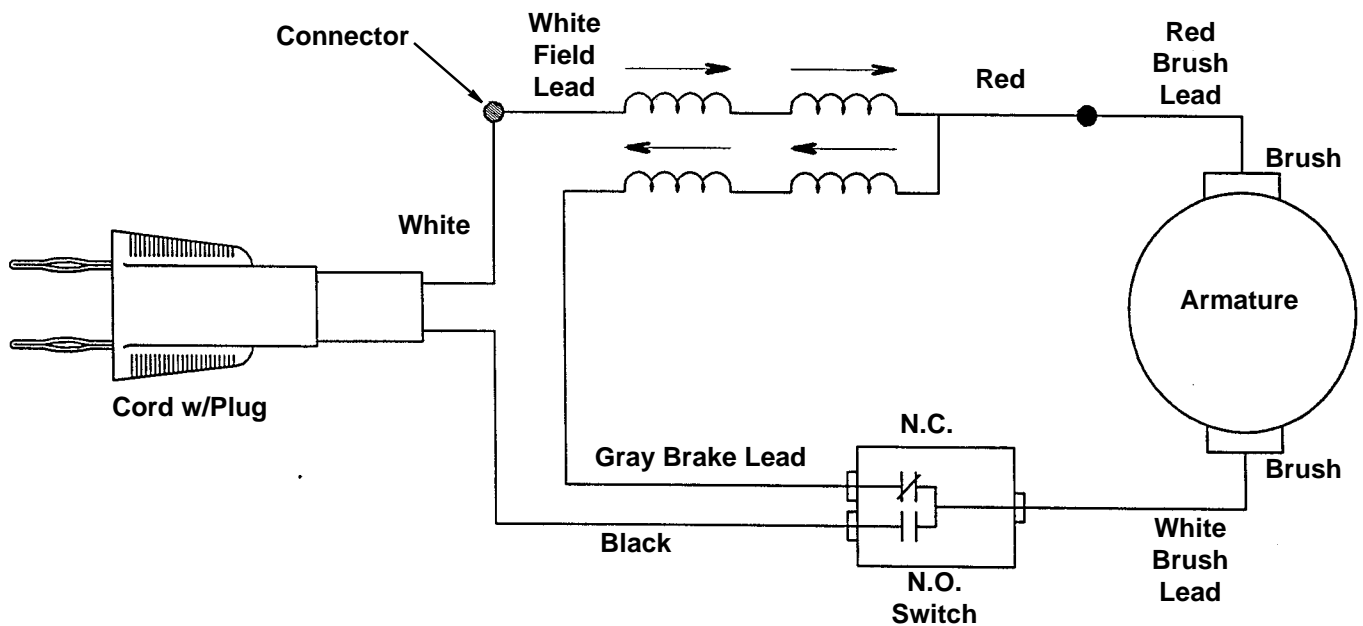 Connector
White
Field
Lead
Red
Red
Brush
Lead
Brush
White
Armature
Cord w/Plug
N.C.
Gray Brake Lead
Brush
Black
N.O.
Switch
White
Brush
Lead